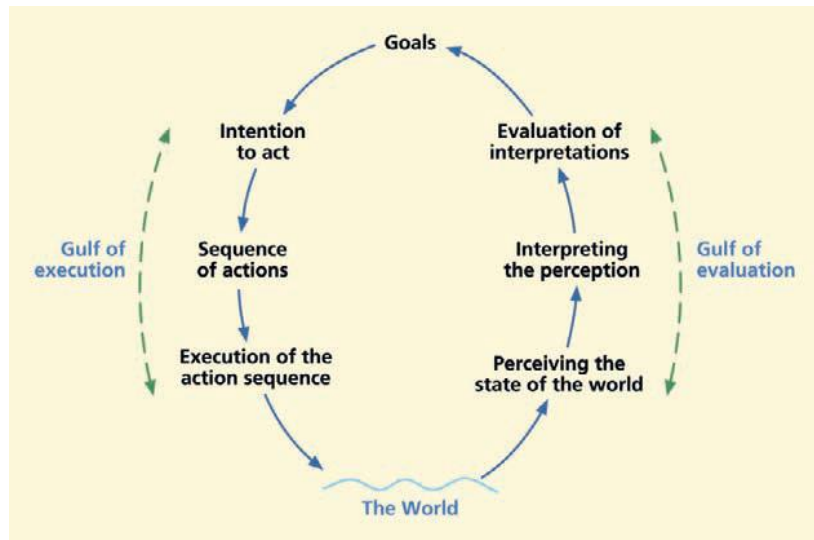 Goals
Intention
to act
Evaluation of
interpretations
Gulf of
execution
Sequence
of actions
Interpreting
the perception
Gulf of
evaluation
Execution of the
action sequence
Perceiving the
state of the world
The World